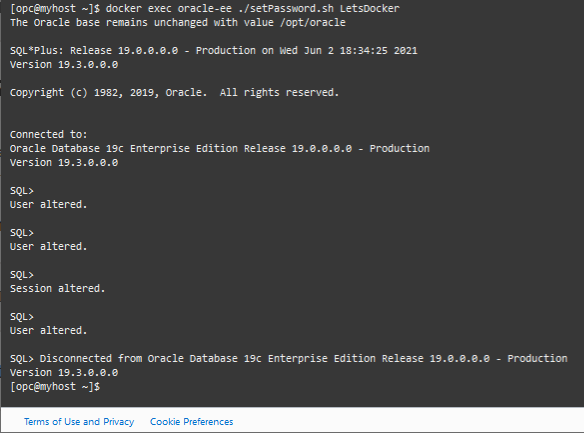 [opc@myhost ~]$ docker exec oracle-ee ./setPassword.sh LetsDocker
The Oracle base remains unchanged with value /opt/oracle
SQL*Plus: Release 19.0.0.0.0 - Production on Wed Jun 2 18:34:25 2021
Version 19.3.0.0.0
Copyright (c) 1982, 2019, Oracle.  All rights reserved.
Connected to:
Oracle Database 19c Enterprise Edition Release 19.0.0.0.0 - Production
Version 19.3.0.0.0
SQL>
User altered.
SQL>
User altered.
SQL>
Session altered.
SQL>
User altered.
SQL> Disconnected from Oracle Database 19c Enterprise Edition Release 19.0.0.0.0 - Production
Version 19.3.0.0.0
[opc@myhost ~]$
Terms of Use and Privacy Cookie Preferences